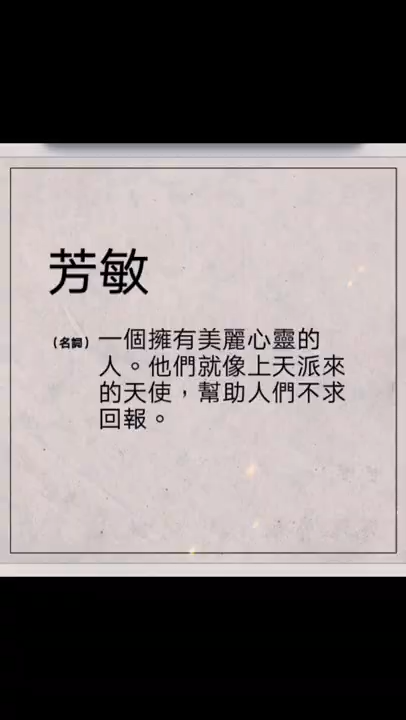 芳敏
(名詞) 一個擁有美麗心靈的
人。他們就像上天派來
的天使，幫助人們不求
回報。